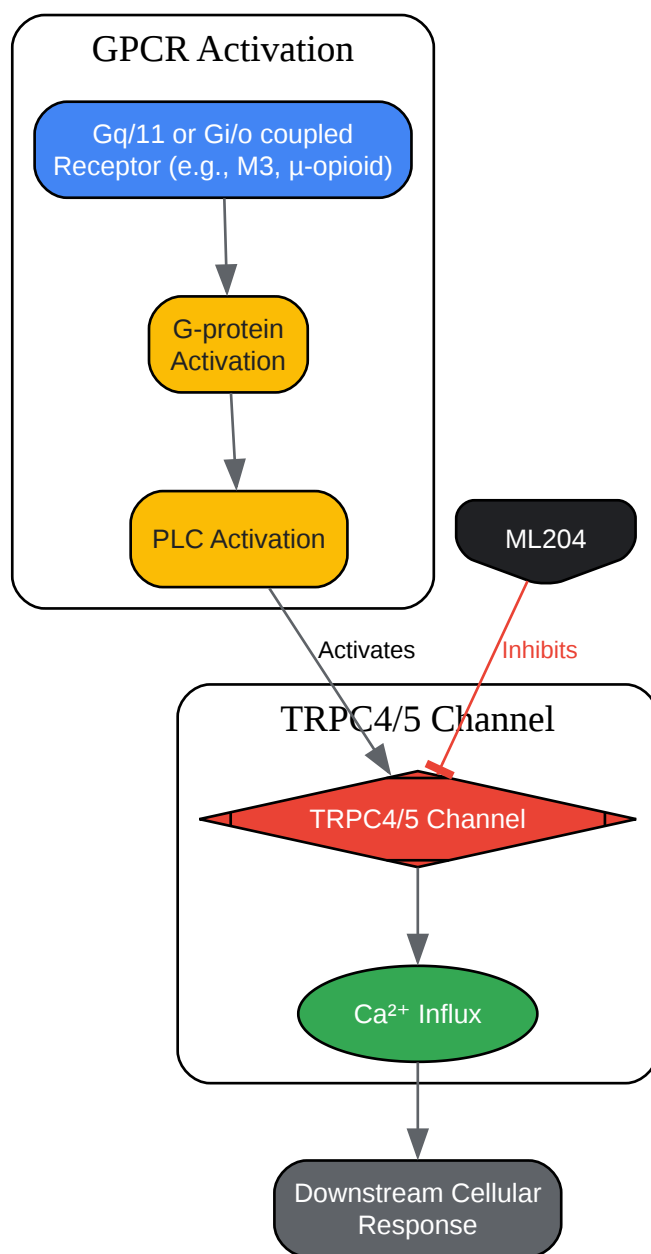 GPCR Activation
Gq/11 or Gi/o coupled
Receptor (e.g., M3, µ-opioid)
G-protein
Activation
PLC Activation
ML204
Activates
Inhibits
TRPC4/5 Channel
TRPC4/5 Channel
Ca²⁺ Influx
Downstream Cellular
Response